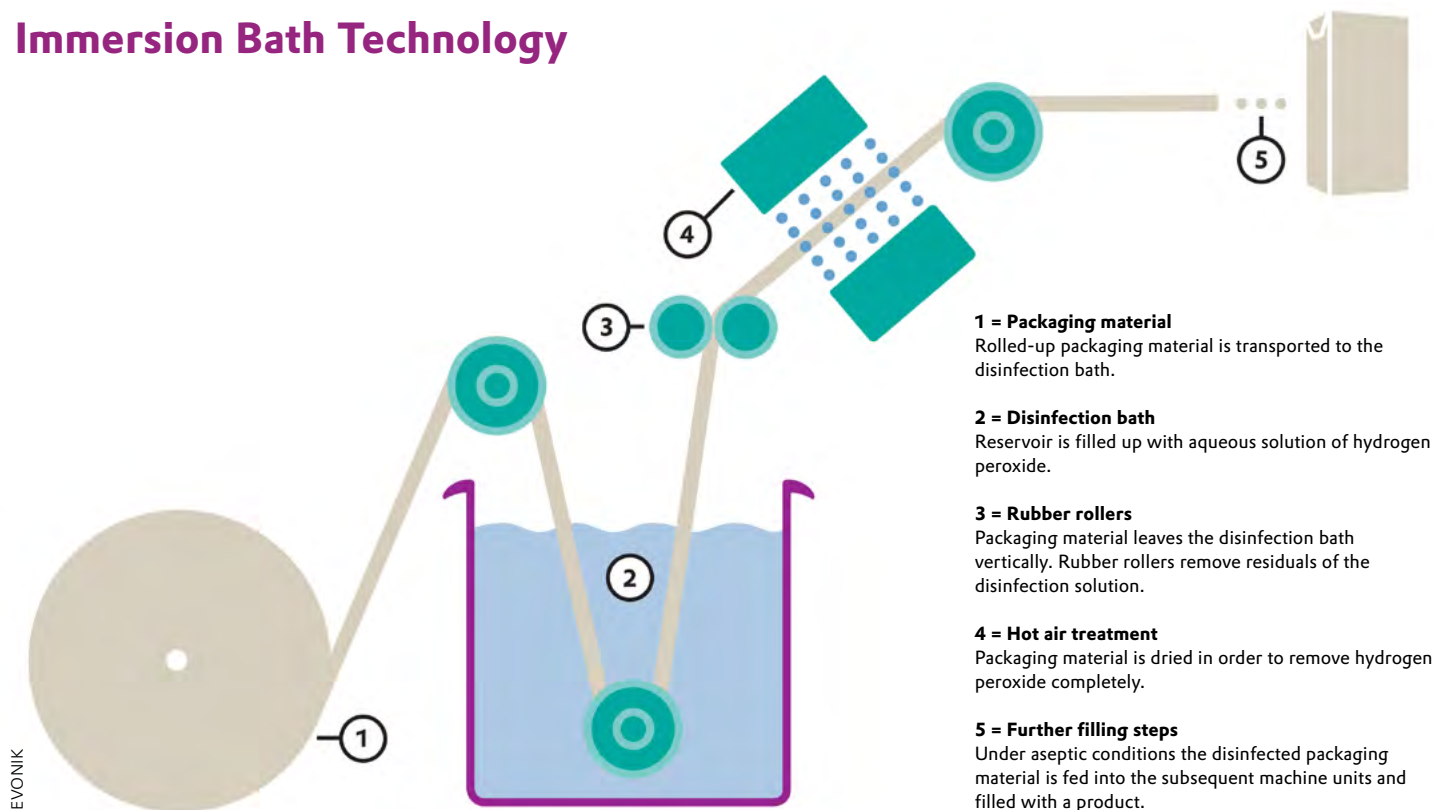 Immersion Bath Technology
5
4
3
2
1
1 = Packaging material
Rolled-up packaging material is transported to the
disinfection bath.
2 = Disinfection bath
Reservoir is filled up with aqueous solution of hydrogen
peroxide.
3 = Rubber rollers
Packaging material leaves the disinfection bath
vertically. Rubber rollers remove residuals of the
disinfection solution.
4 = Hot air treatment
Packaging material is dried in order to remove hydrogen
peroxide completely.
5 = Further filling steps
Under aseptic conditions the disinfected packaging
material is fed into the subsequent machine units and
filled with a product.
EVONIK